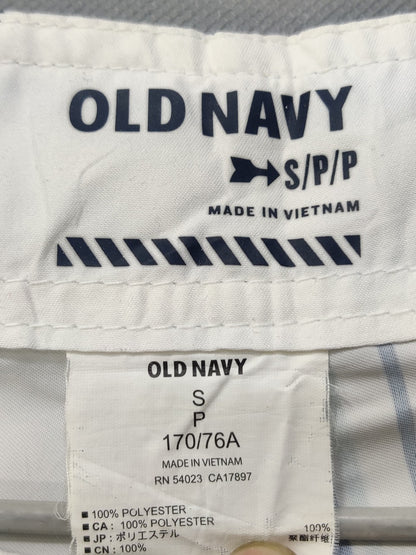 OLD NAVY
S/P/P
MADE IN VIETNAM
OLD NAVY
S
P
170/76A
MADE IN VIETNAM
RN 54023 CA17897
100% POLYESTER
CA: 100% POLYESTER
JP: ポリエステル 100%
CN: 100% 聚酯纤维